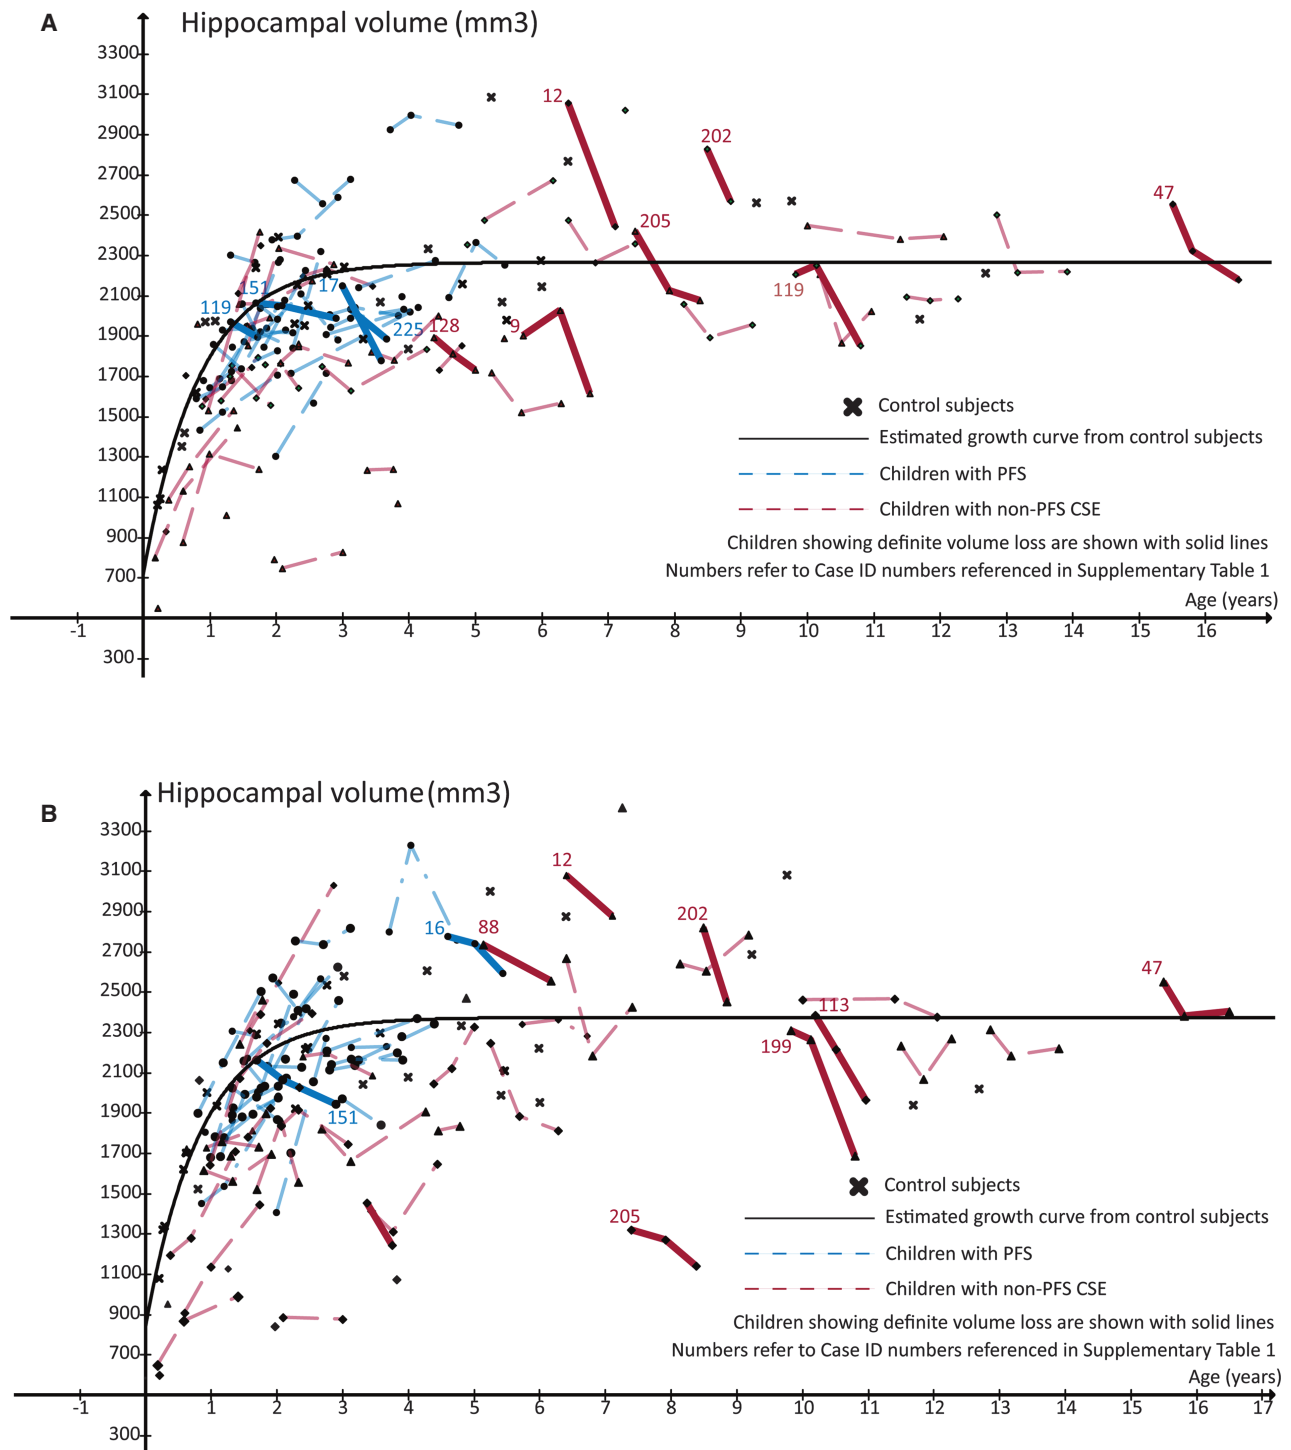 A
Hippocampal volume (mm3)
3300
3100
2900
2700
2500
2300
2100
1900
1700
1500
1300
1100
900
700
300
12
202
47
205
151
17
119
225
128
9
119
Control subjects
Estimated growth curve from control subjects
Children with PFS
Children with non-PFS CSE
Children showing definite volume loss are shown with solid lines
Numbers refer to Case ID numbers referenced in Supplementary Table 1
Age (years)
-1 1 2 3 4 5 6 7 8 9 10 11 12 13 14 15 16
B
Hippocampal volume (mm3)
3300
3100
2900
2700
2500
2300
2100
1900
1700
1500
1300
1100
900
700
300
12
16
88
202
47
113
199
151
205
Control subjects
Estimated growth curve from control subjects
Children with PFS
Children with non-PFS CSE
Children showing definite volume loss are shown with solid lines
Numbers refer to Case ID numbers referenced in Supplementary Table 1
Age (years)
-1 1 2 3 4 5 6 7 8 9 10 11 12 13 14 15 16 17